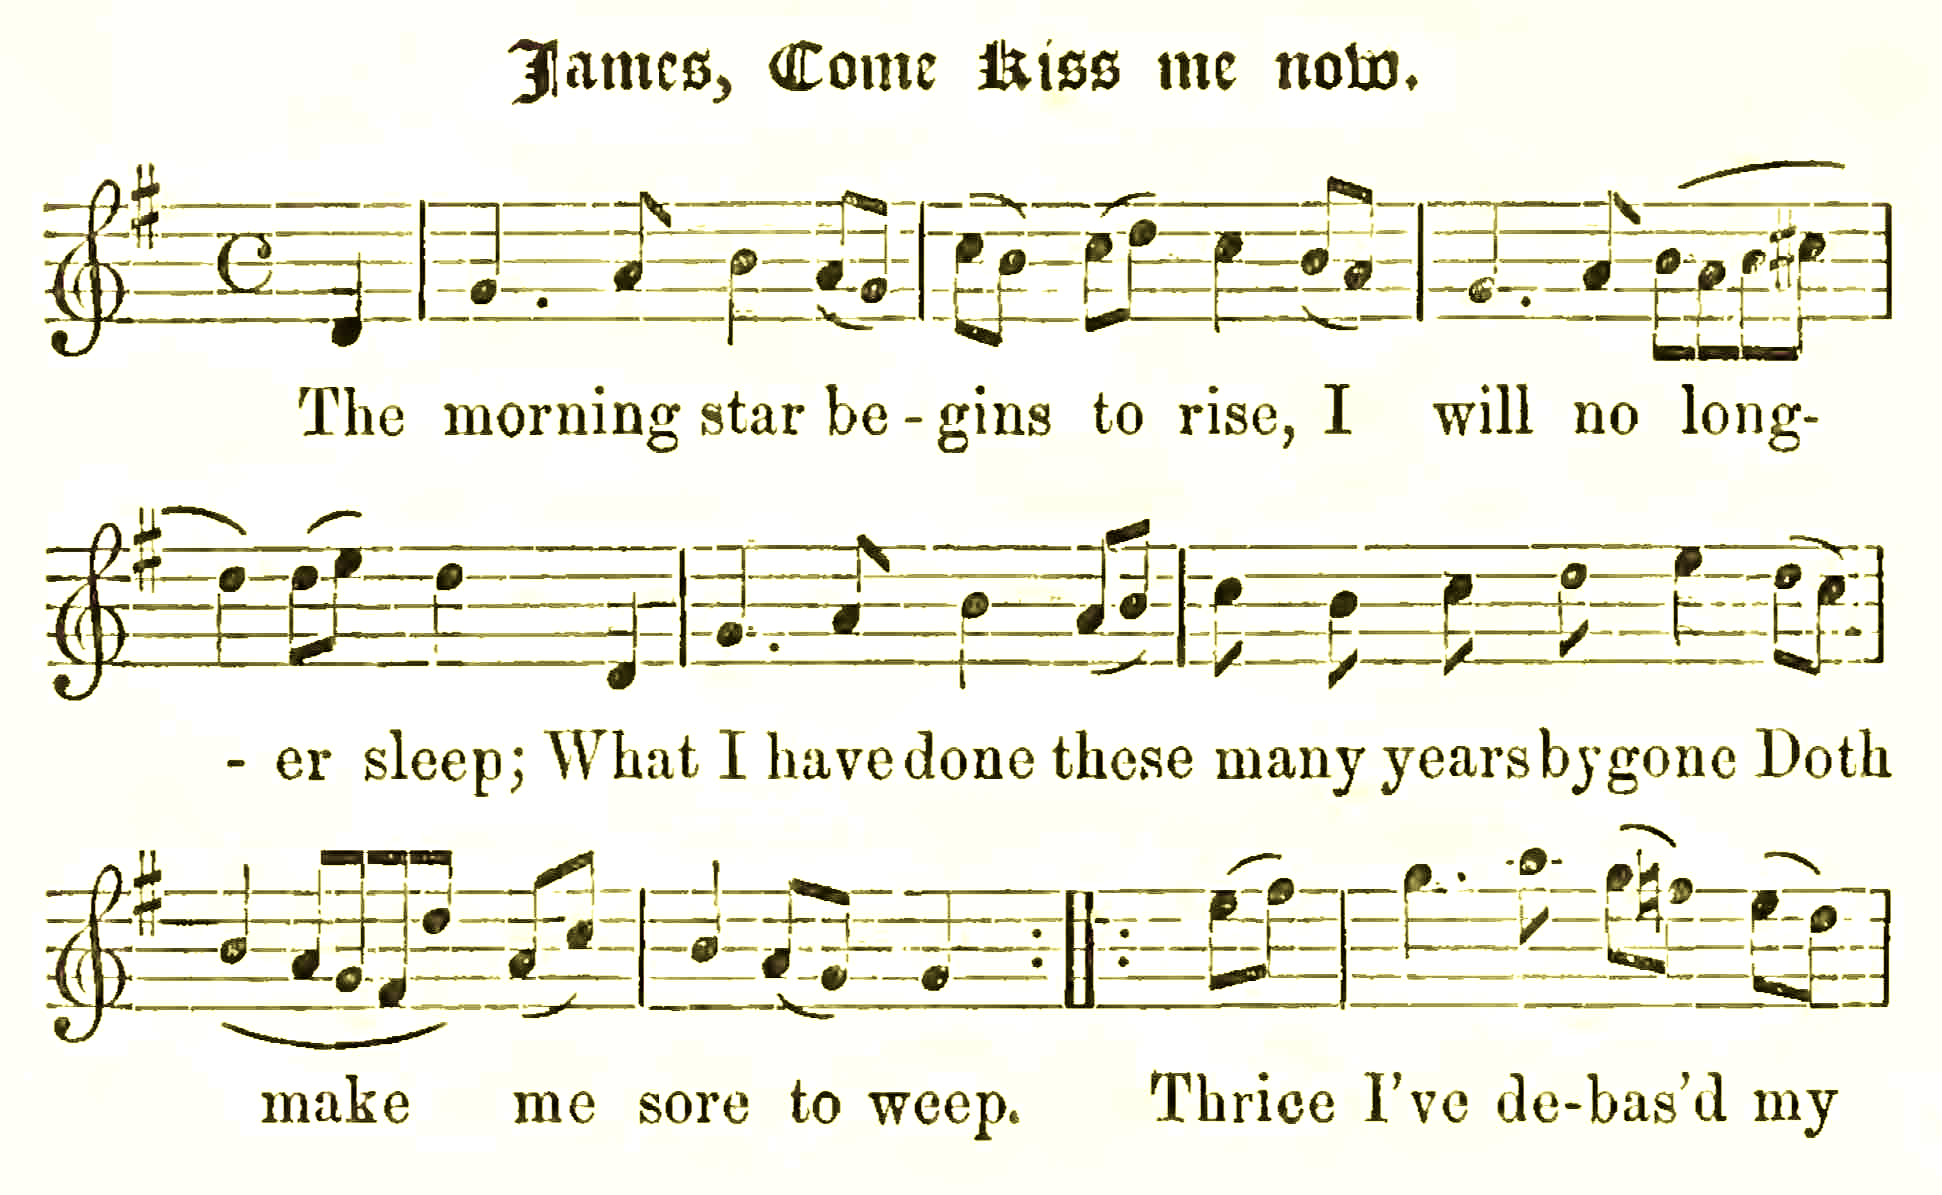 James, Come Kiss me now.
The morning star be-gins to rise, I will no long-
-er sleep; What I have done these many years bygone Doth
make me sore to weep. Thrice I've de-bas'd my